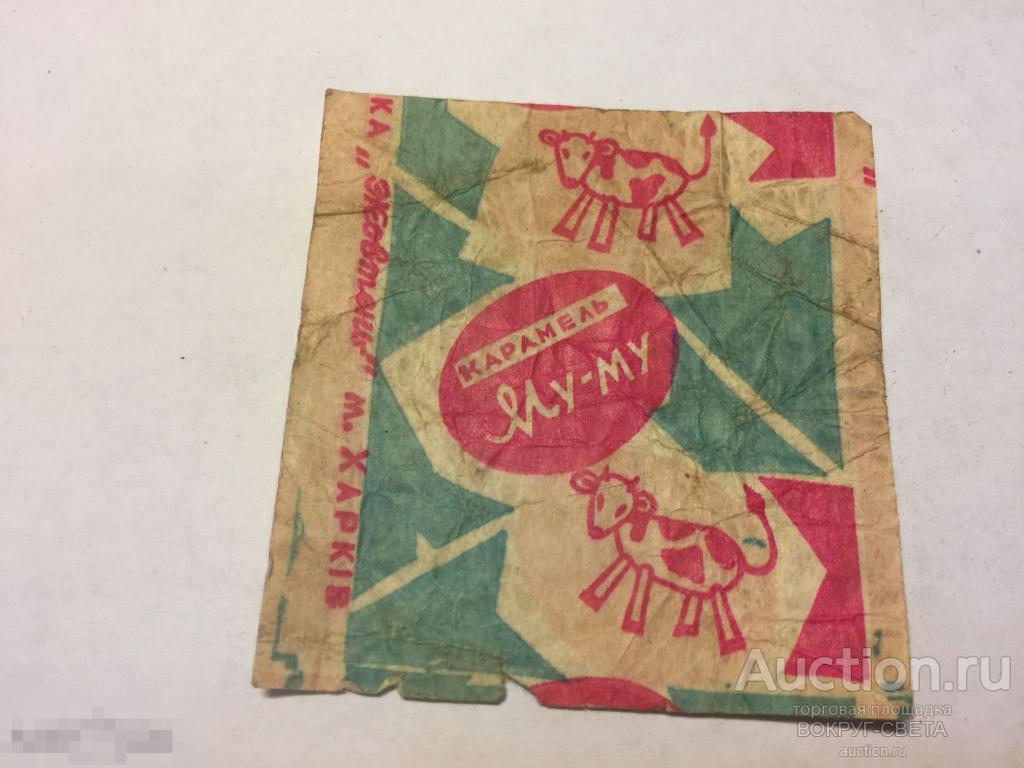 КА „Жовтень" м. ХАРКІВ
"
КАРАМЕЛЬ
Му-му
Auction.ru
торговая площадка
ВОКРУГ-СВЕТА
auction.ru